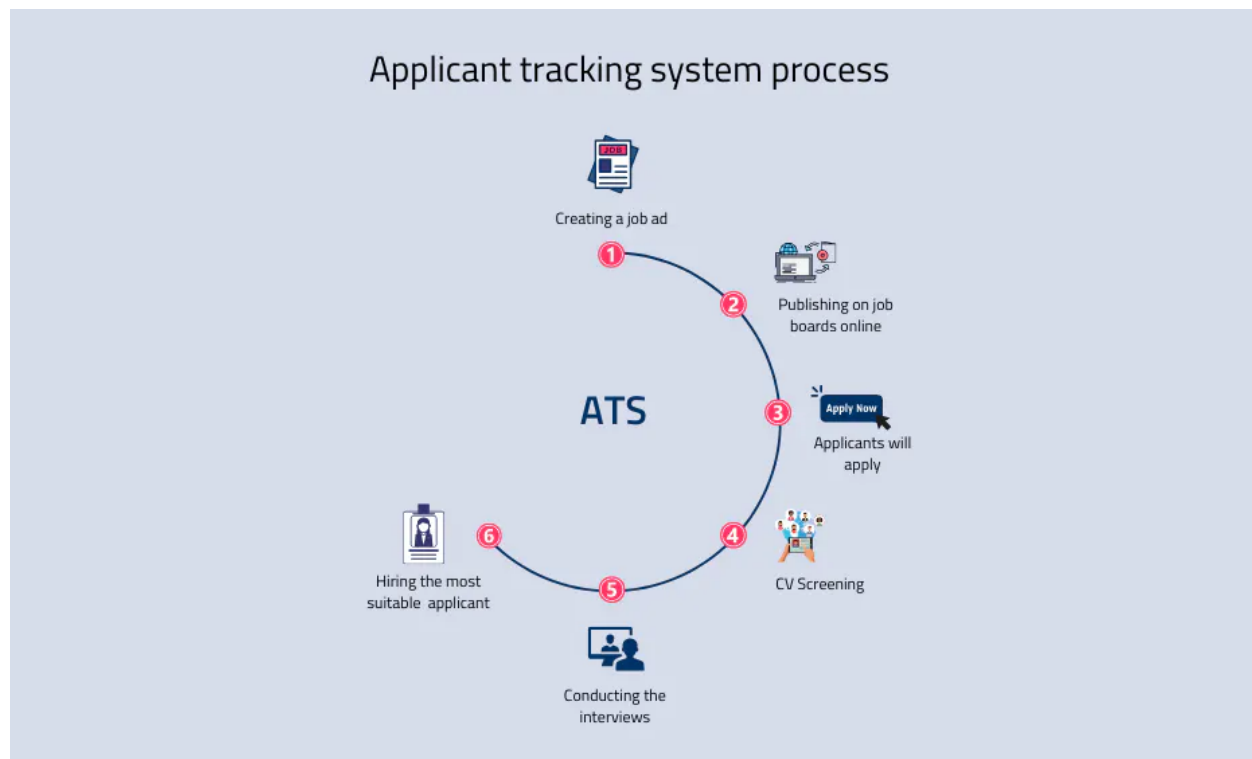 Applicant tracking system process
JOB
Creating a job ad
1
2
Publishing on job
boards online
ATS
3
Apply Now
Applicants will
apply
4
CV Screening
6
Hiring the most
suitable applicant
5
Conducting the
interviews